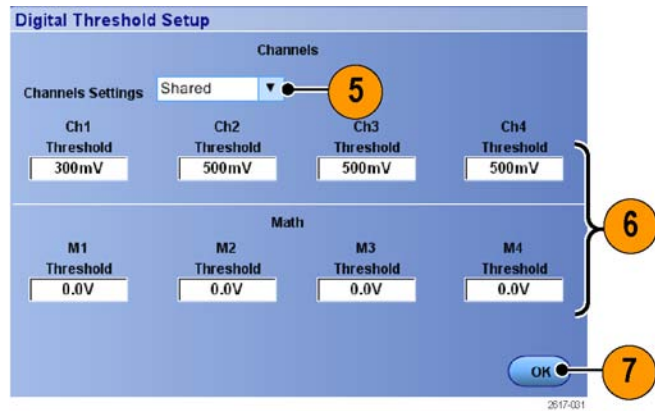 Digital Threshold Setup
Channels
Channels Settings Shared 5
Ch1 Ch2 Ch3 Ch4
Threshold Threshold Threshold Threshold
300mV 500mV 500mV 500mV
6
Math
M1 M2 M3 M4
Threshold Threshold Threshold Threshold
0.0V 0.0V 0.0V 0.0V
OK 7
2617-031